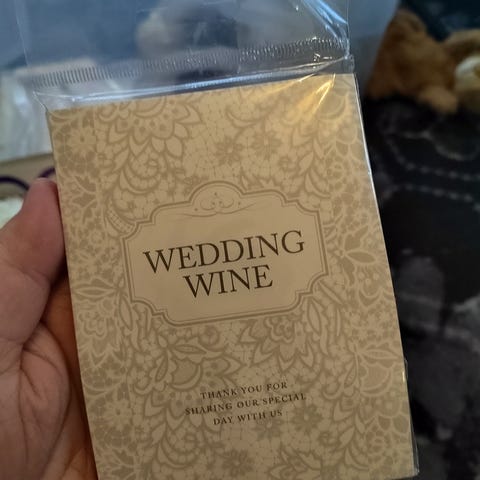 WEDDING
WINE
THANK YOU FOR
SHARING OUR SPECIAL
DAY WITH US